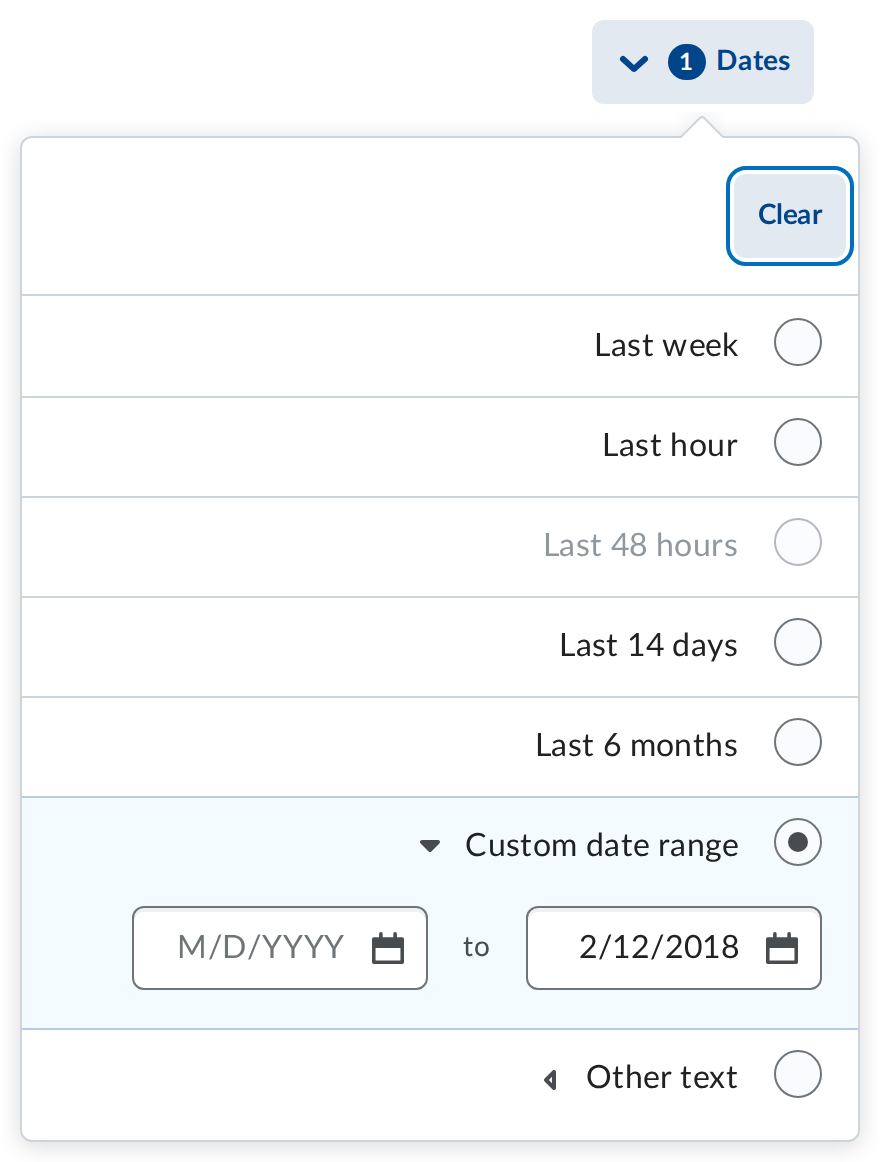 1 Dates
Clear
Last week
Last hour
Last 48 hours
Last 14 days
Last 6 months
Custom date range
M/D/YYYY to 2/12/2018
Other text